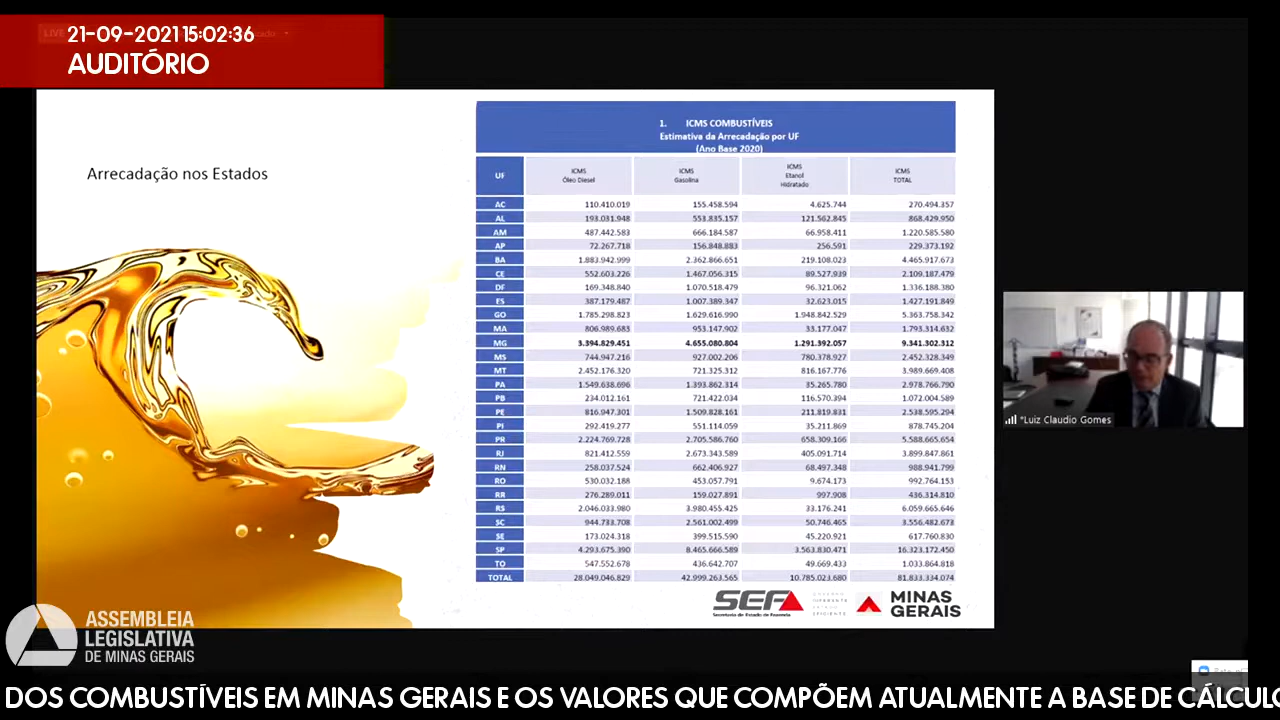 LIVE
21-09-2021 15:02:36
AUDITÓRIO
Arrecadação nos Estados
1. ICMS COMBUSTÍVEIS
Estimativa da Arrecadação por UF
(Ano Base 2020)
UF ICMS Óleo Diesel ICMS Gasolina ICMS Etanol Hidratado ICMS TOTAL
AC 110.410.019 155.458.594 4.625.744 270.494.357
AL 193.031.948 553.835.157 121.562.845 868.429.950
AM 487.442.583 666.184.587 66.958.411 1.220.585.580
AP 72.267.718 156.848.883 256.591 229.373.192
BA 1.883.942.999 2.362.866.651 219.108.023 4.465.917.673
CE 552.603.226 1.467.056.315 89.527.939 2.109.187.479
DF 169.348.840 1.070.518.479 96.321.062 1.336.188.380
ES 387.179.487 1.007.389.347 32.623.015 1.427.191.849
GO 1.785.298.823 1.629.616.990 1.948.842.529 5.363.758.342
MA 806.989.683 953.147.902 33.177.047 1.793.314.632
MG 3.394.829.451 4.655.080.804 1.291.392.057 9.341.302.312
MS 744.947.216 927.002.206 780.378.927 2.452.328.349
MT 2.452.176.320 721.325.312 816.167.776 3.989.669.408
PA 1.549.638.696 1.393.862.314 35.265.780 2.978.766.790
PB 234.012.161 721.422.034 116.570.394 1.072.004.589
PE 816.947.301 1.509.828.161 211.819.831 2.538.595.294
PI 292.419.277 551.114.059 35.211.869 878.745.204
PR 2.224.769.728 2.705.586.760 658.309.166 5.588.665.654
RJ 821.412.559 2.673.343.589 405.091.714 3.899.847.861
RN 258.037.524 662.406.927 68.497.348 988.941.799
RO 530.032.188 453.057.791 9.674.173 992.764.153
RR 276.289.011 159.027.891 997.908 436.314.810
RS 2.046.033.980 3.980.455.425 33.176.241 6.059.665.646
SC 944.733.708 2.561.002.499 50.746.465 3.556.482.673
SE 173.024.318 399.515.590 45.220.921 617.760.830
SP 4.293.675.390 8.465.666.589 3.563.830.471 16.323.172.450
TO 547.552.678 436.642.707 49.669.433 1.033.864.818
TOTAL 28.049.046.829 42.999.263.565 10.785.023.680 81.833.334.074
SEF
Secretaria de Estado de Fazenda
MINAS
GERAIS
*Luiz Claudio Gomes
ASSEMBLEIA
LEGISLATIVA
DE MINAS GERAIS
DOS COMBUSTÍVEIS EM MINAS GERAIS E OS VALORES QUE COMPÕEM ATUALMENTE A BASE DE CÁLCULO